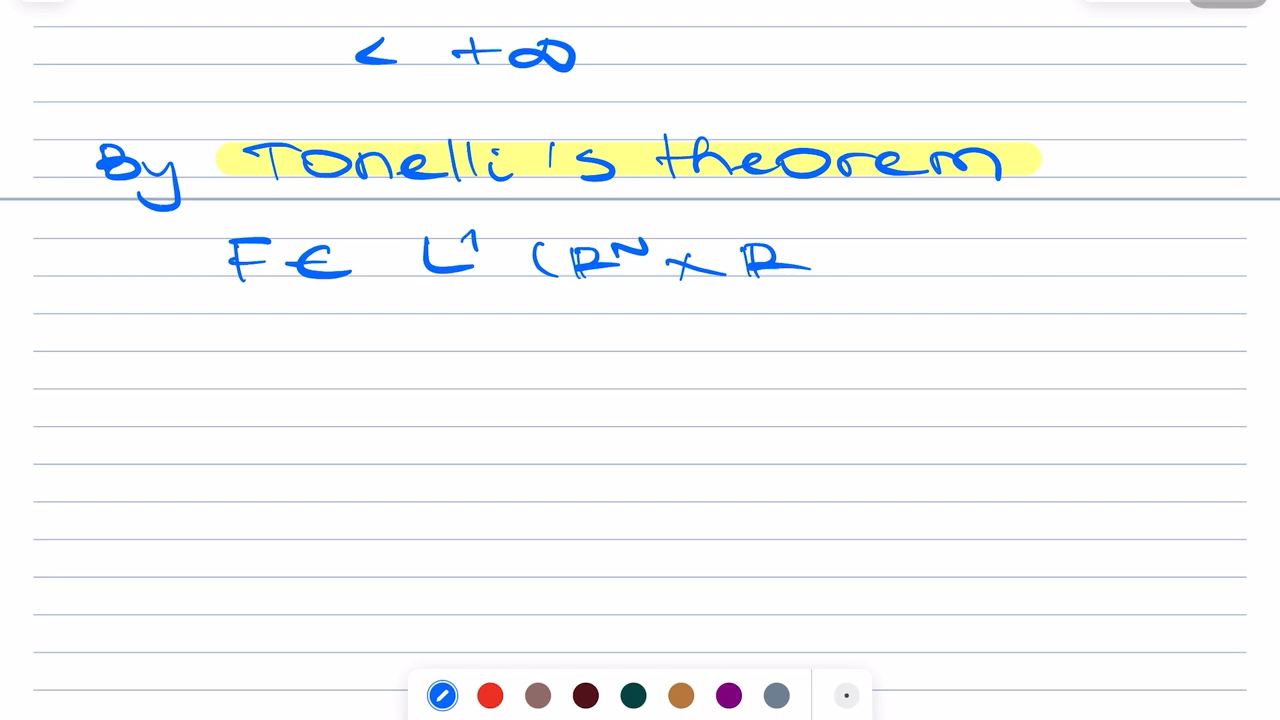 < +∞
By Tonelli's theorem
F ∈ L¹ (ℝᴺ × ℝ